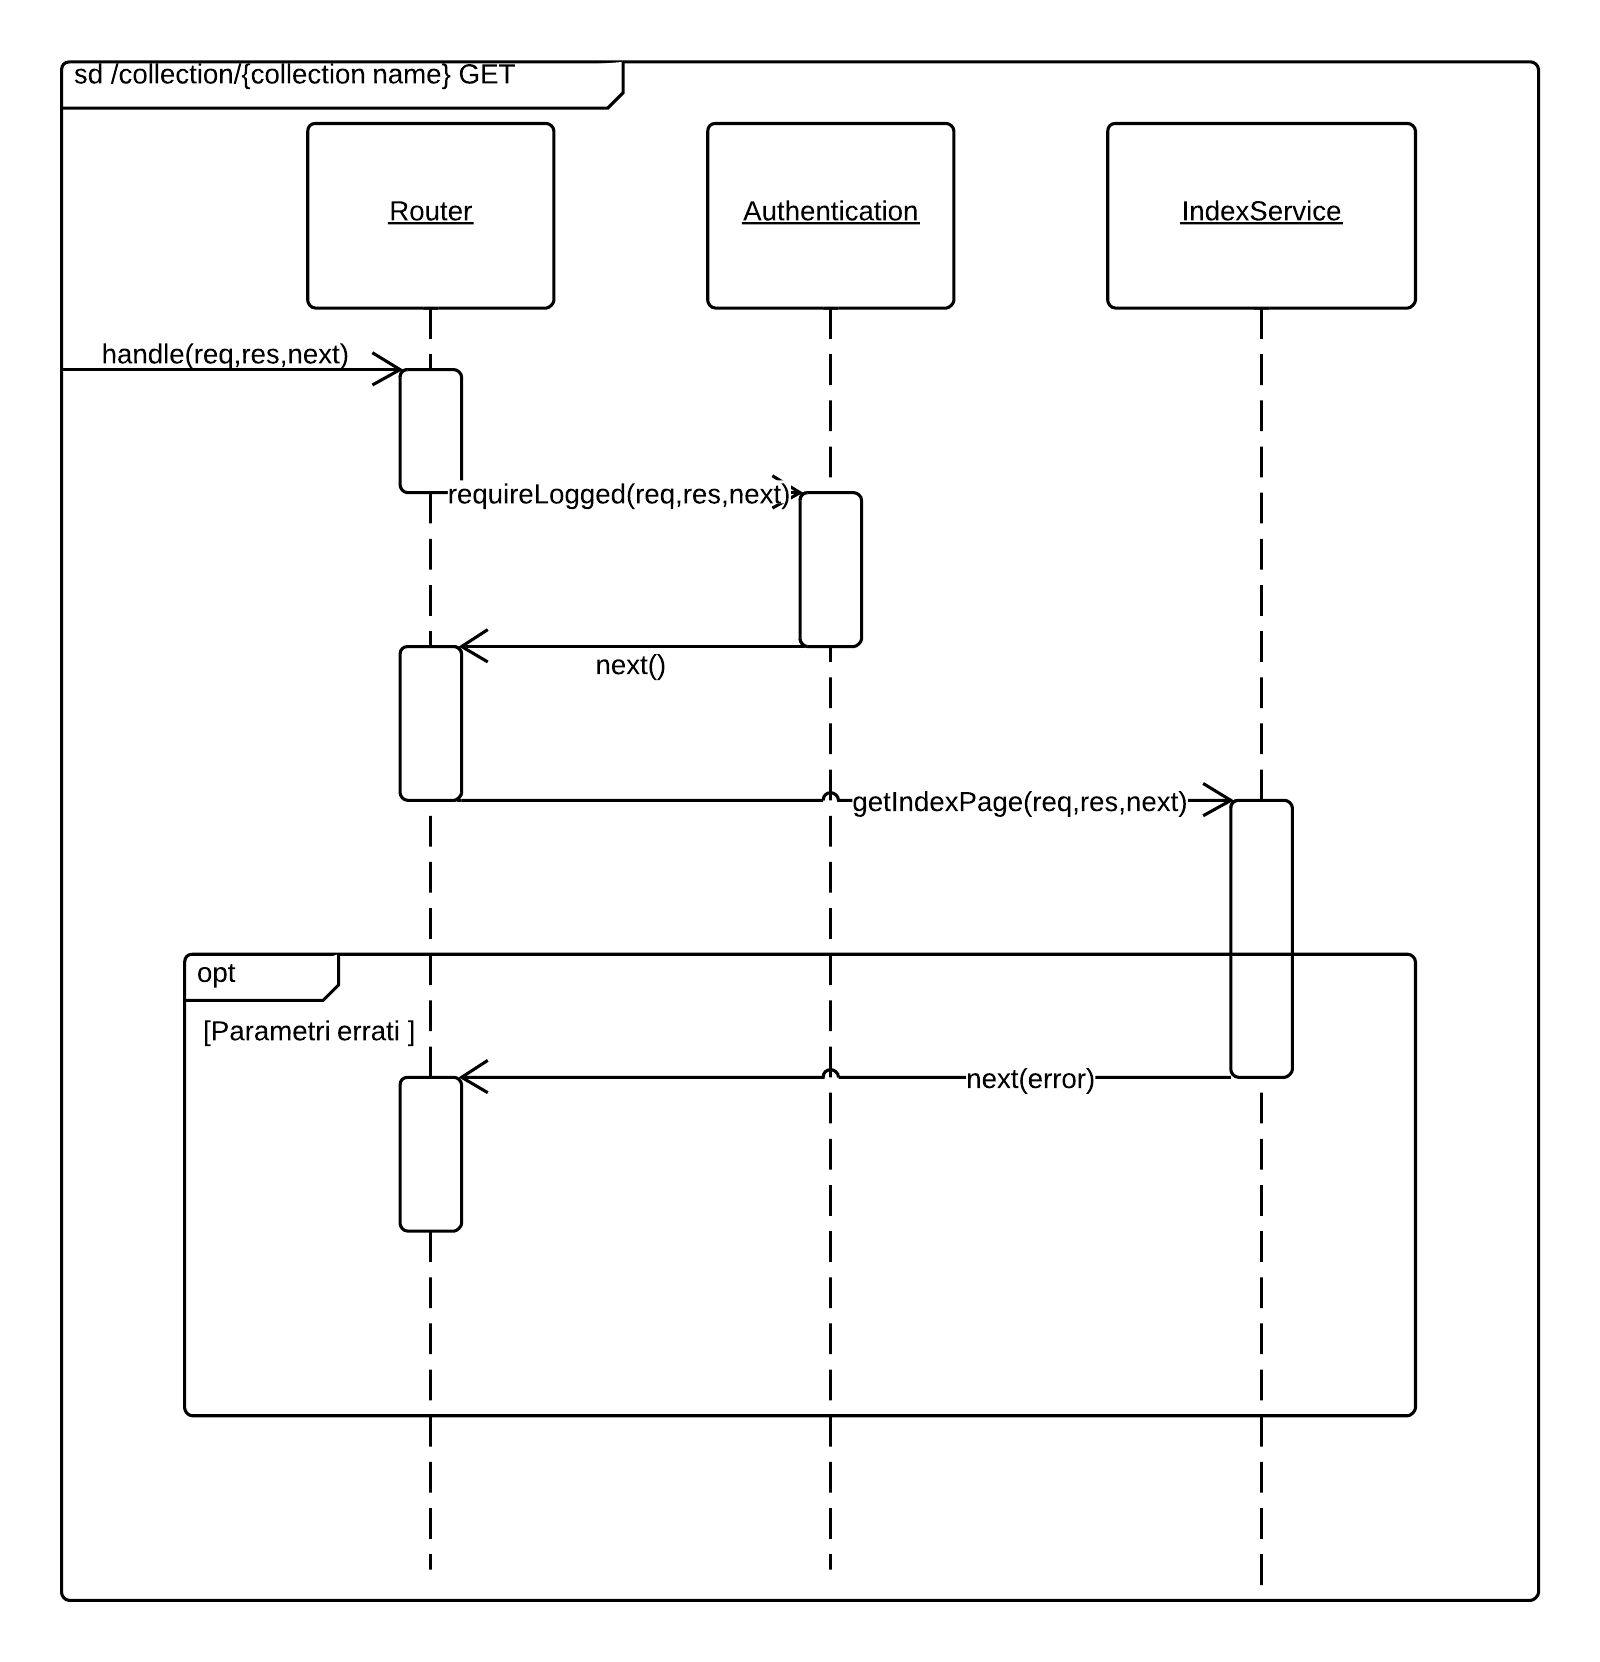 sd /collection/{collection name} GET
Router
Authentication
IndexService
handle(req,res,next)
requireLogged(req,res,next)
next()
getIndexPage(req,res,next)
opt
[Parametri errati ]
next(error)